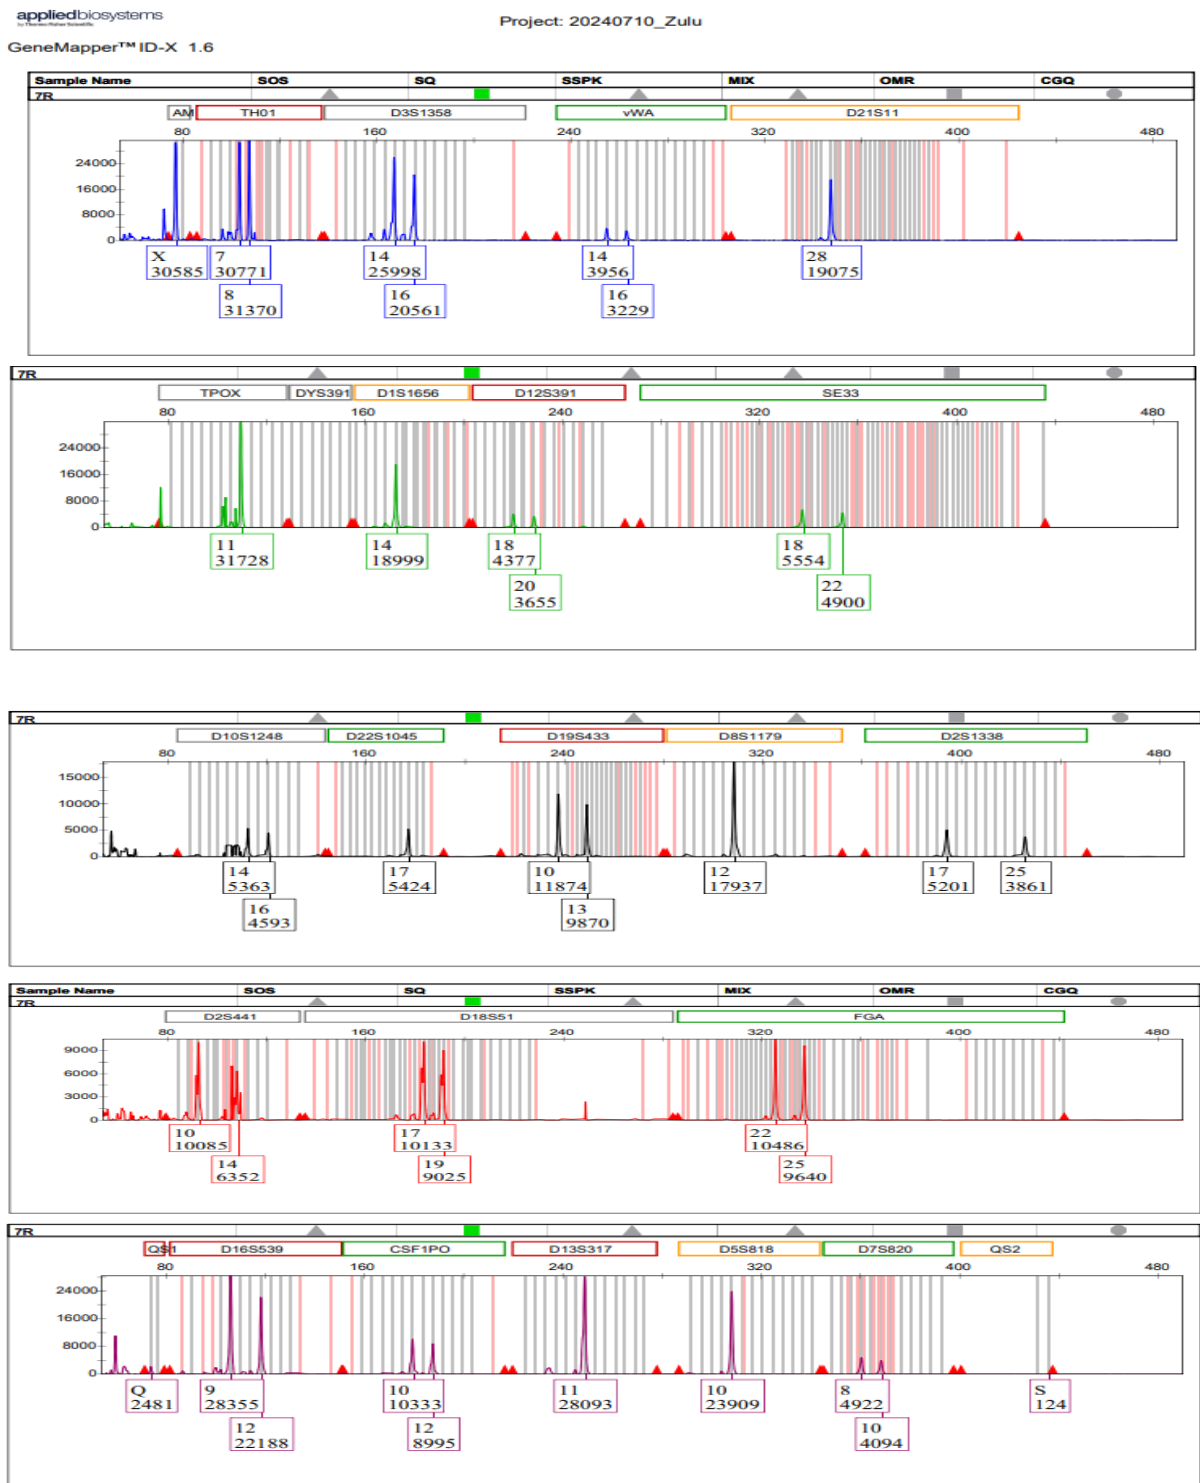 appliedbiosystems
by Thermo Fisher Scientific
Project: 20240710_Zulu
GeneMapper™ ID-X 1.6
Sample Name SOS SQ SSPK MIX OMR CGQ
7R
AM TH01 D3S1358 vWA D21S11
80 160 240 320 400 480
24000
16000
8000
0
X 7 14 14 28
30585 30771 25998 3956 19075
8 16 16
31370 20561 3229
7R
TPOX DYS391 D1S1656 D12S391 SE33
80 160 240 320 400 480
24000
16000
8000
0
11 14 18 18
31728 18999 4377 5554
20 22
3655 4900
7R
D10S1248 D22S1045 D19S433 D8S1179 D2S1338
80 160 240 320 400 480
15000
10000
5000
0
14 17 10 12 17 25
5363 5424 11874 17937 5201 3861
16 13
4593 9870
Sample Name SOS SQ SSPK MIX OMR CGQ
7R
D2S441 D18S51 FGA
80 160 240 320 400 480
9000
6000
3000
0
10 17 22
10085 10133 10486
14 19 25
6352 9025 9640
7R
QS1 D16S539 CSF1PO D13S317 D5S818 D7S820 QS2
80 160 240 320 400 480
24000
16000
8000
0
Q 9 10 11 10 8 S
2481 28355 10333 28093 23909 4922 124
12 12 10
22188 8995 4094